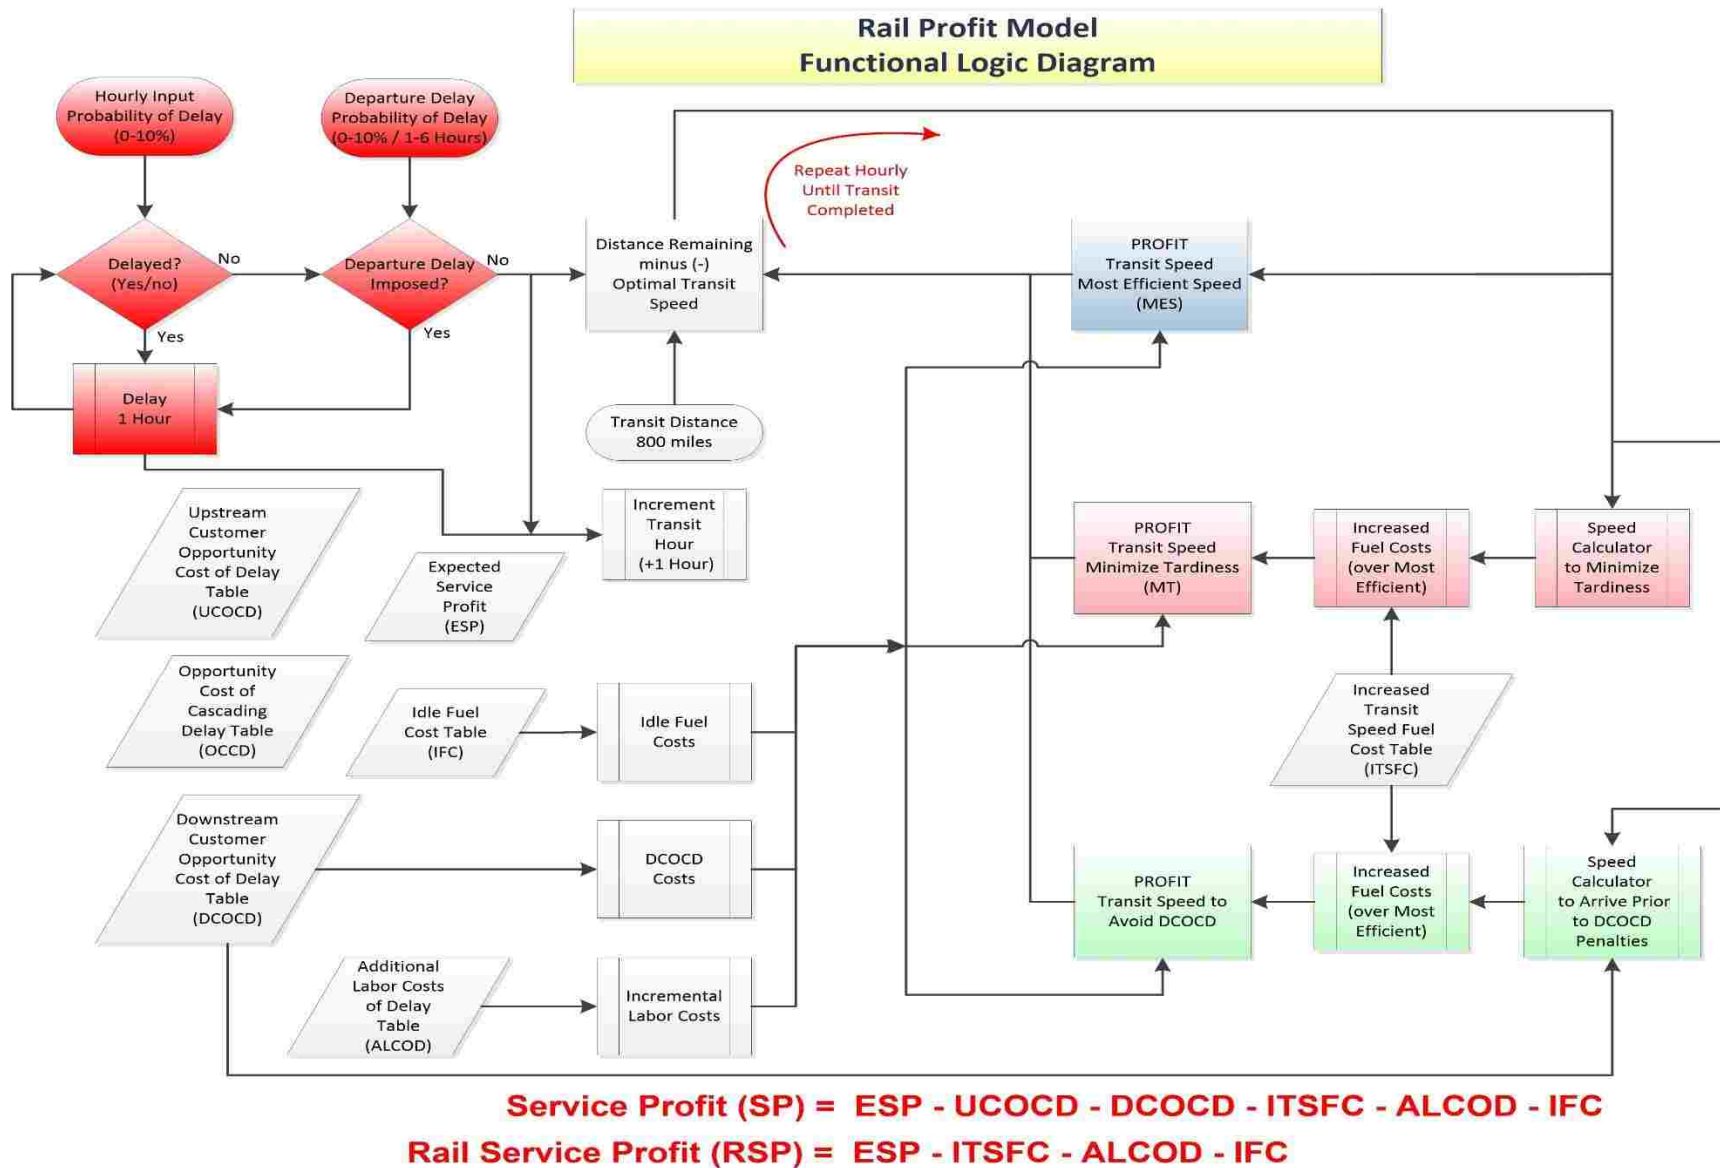 Rail Profit Model
Functional Logic Diagram
Hourly Input
Probability of Delay
(0-10%)
Departure Delay
Probability of Delay
(0-10% / 1-6 Hours)
Repeat Hourly
Until Transit
Completed
Delayed?
(Yes/no)
No
Yes
Departure Delay
Imposed?
No
Yes
Distance Remaining
minus (-)
Optimal Transit
Speed
PROFIT
Transit Speed
Most Efficient Speed
(MES)
Delay
1 Hour
Transit Distance
800 miles
Upstream
Customer
Opportunity
Cost of Delay
Table
(UCOCD)
Expected
Service
Profit
(ESP)
Increment
Transit
Hour
(+1 Hour)
PROFIT
Transit Speed
Minimize Tardiness
(MT)
Increased
Fuel Costs
(over Most
Efficient)
Speed
Calculator
to Minimize
Tardiness
Opportunity
Cost of
Cascading
Delay Table
(OCCD)
Idle Fuel
Cost Table
(IFC)
Idle Fuel
Costs
Increased
Transit
Speed Fuel
Cost Table
(ITSFC)
Downstream
Customer
Opportunity
Cost of Delay
Table
(DCOCD)
DCOCD
Costs
PROFIT
Transit Speed to
Avoid DCOCD
Increased
Fuel Costs
(over Most
Efficient)
Speed
Calculator
to Arrive Prior
to DCOCD
Penalties
Additional
Labor Costs
of Delay
Table
(ALCOD)
Incremental
Labor Costs
Service Profit (SP) = ESP - UCOCD - DCOCD - ITSFC - ALCOD - IFC
Rail Service Profit (RSP) = ESP - ITSFC - ALCOD - IFC